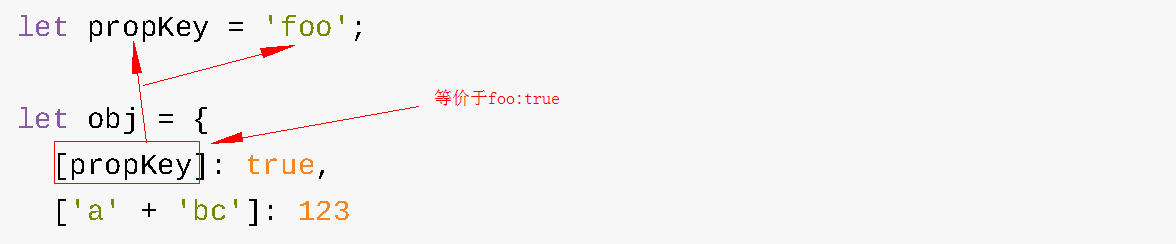 let propKey = 'foo';
等价于foo:true
let obj = {
[propKey]: true,
['a' + 'bc']: 123